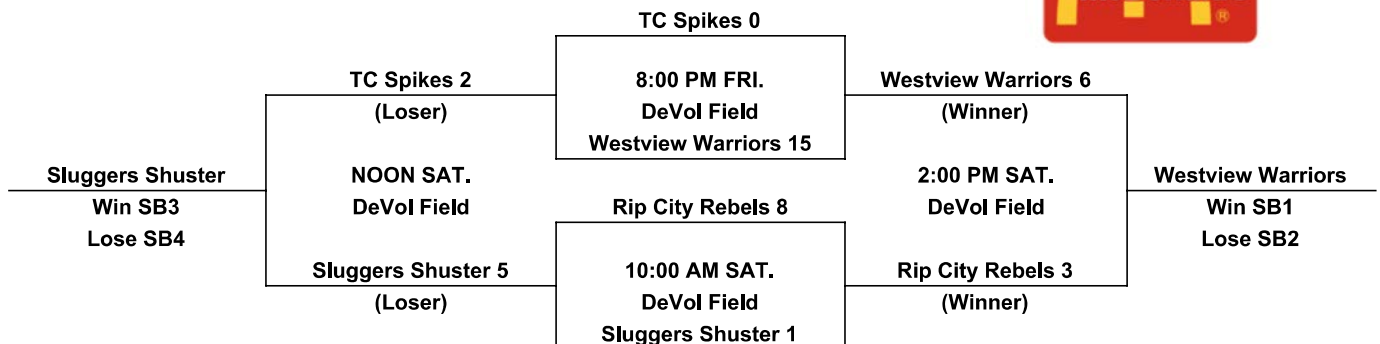 TC Spikes 0
TC Spikes 2
8:00 PM FRI.
Westview Warriors 6
(Loser)
DeVol Field
(Winner)
Westview Warriors 15
Sluggers Shuster
NOON SAT.
2:00 PM SAT.
Westview Warriors
Win SB3
DeVol Field
Rip City Rebels 8
DeVol Field
Win SB1
Lose SB4
Lose SB2
Sluggers Shuster 5
10:00 AM SAT.
Rip City Rebels 3
(Loser)
DeVol Field
(Winner)
Sluggers Shuster 1